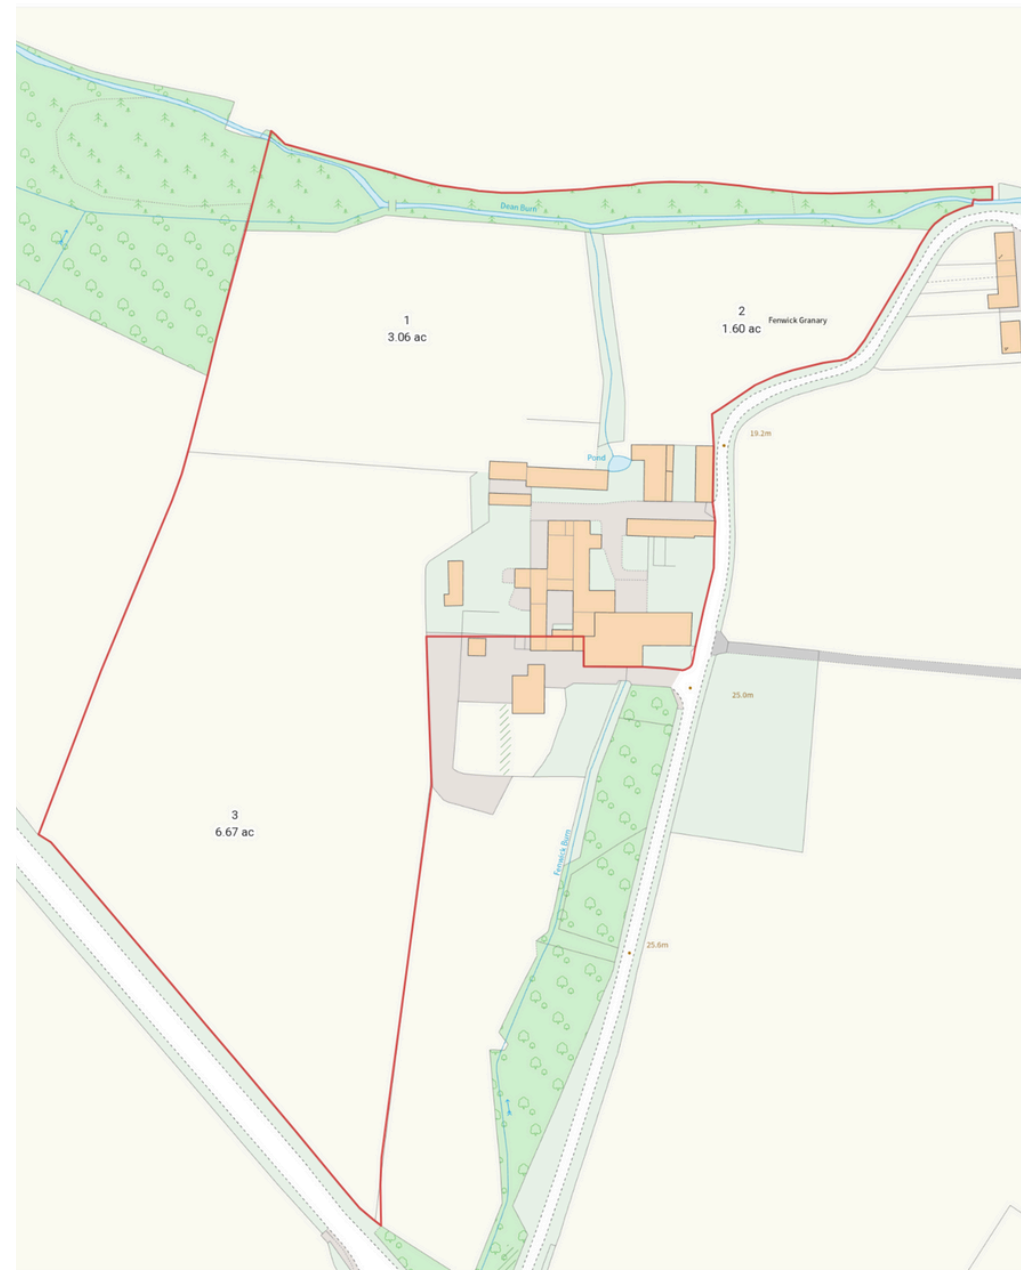 Dean Burn
1
3.06 ac
2
1.60 ac
Fenwick Granary
19.2m
Pond
25.0m
3
6.67 ac
Fenwick Burn
25.6m